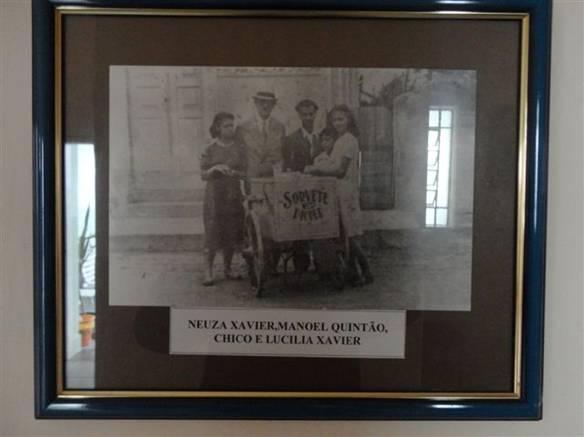 SORVETE
NEUZA XAVIER,MANOEL QUINTÃO,
CHICO E LUCILIA XAVIER